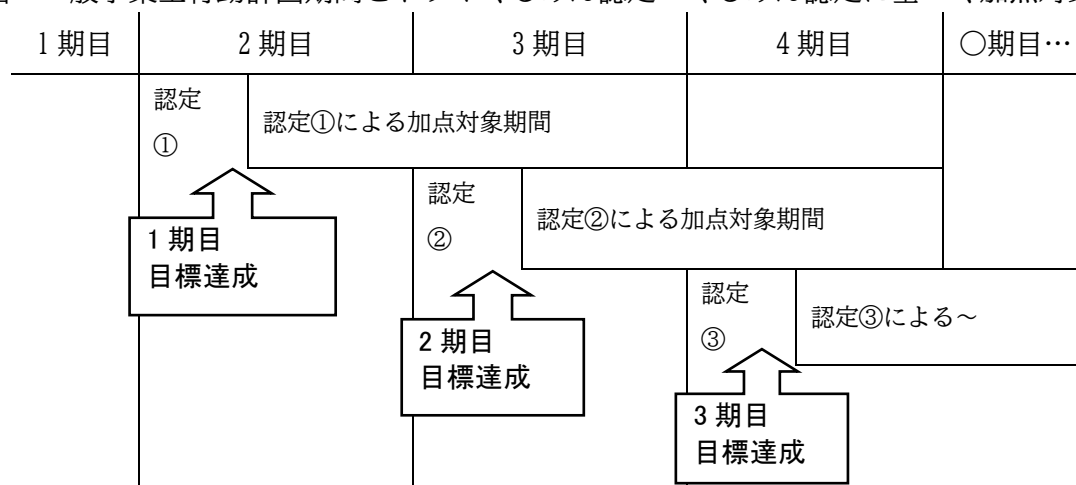 1期目
2期目
3期目
4期目
○期目…
認定
①
認定①による加点対象期間
1期目
目標達成
認定
②
認定②による加点対象期間
2期目
目標達成
認定
③
認定③による～
3期目
目標達成